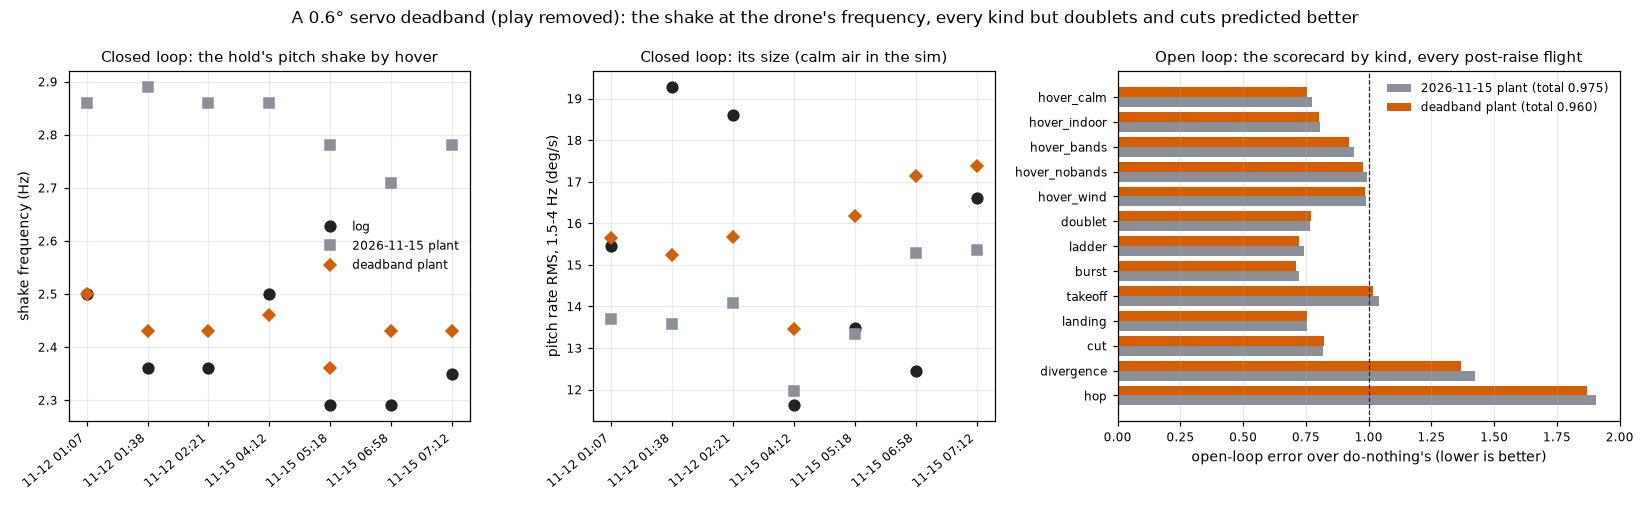 A 0.6° servo deadband (play removed): the shake at the drone's frequency, every kind but doublets and cuts predicted better
Closed loop: the hold's pitch shake by hover
shake frequency (Hz)
2.9
2.8
2.7
2.6
2.5
2.4
2.3
log
2026-11-15 plant
deadband plant
11-12 01:07
11-12 01:38
11-12 02:21
11-15 04:12
11-15 05:18
11-15 06:58
11-15 07:12
Closed loop: its size (calm air in the sim)
pitch rate RMS, 1.5-4 Hz (deg/s)
19
18
17
16
15
14
13
12
11-12 01:07
11-12 01:38
11-12 02:21
11-15 04:12
11-15 05:18
11-15 06:58
11-15 07:12
Open loop: the scorecard by kind, every post-raise flight
2026-11-15 plant (total 0.975)
deadband plant (total 0.960)
hover_calm
hover_indoor
hover_bands
hover_nobands
hover_wind
doublet
ladder
burst
takeoff
landing
cut
divergence
hop
0.00 0.25 0.50 0.75 1.00 1.25 1.50 1.75 2.00
open-loop error over do-nothing's (lower is better)